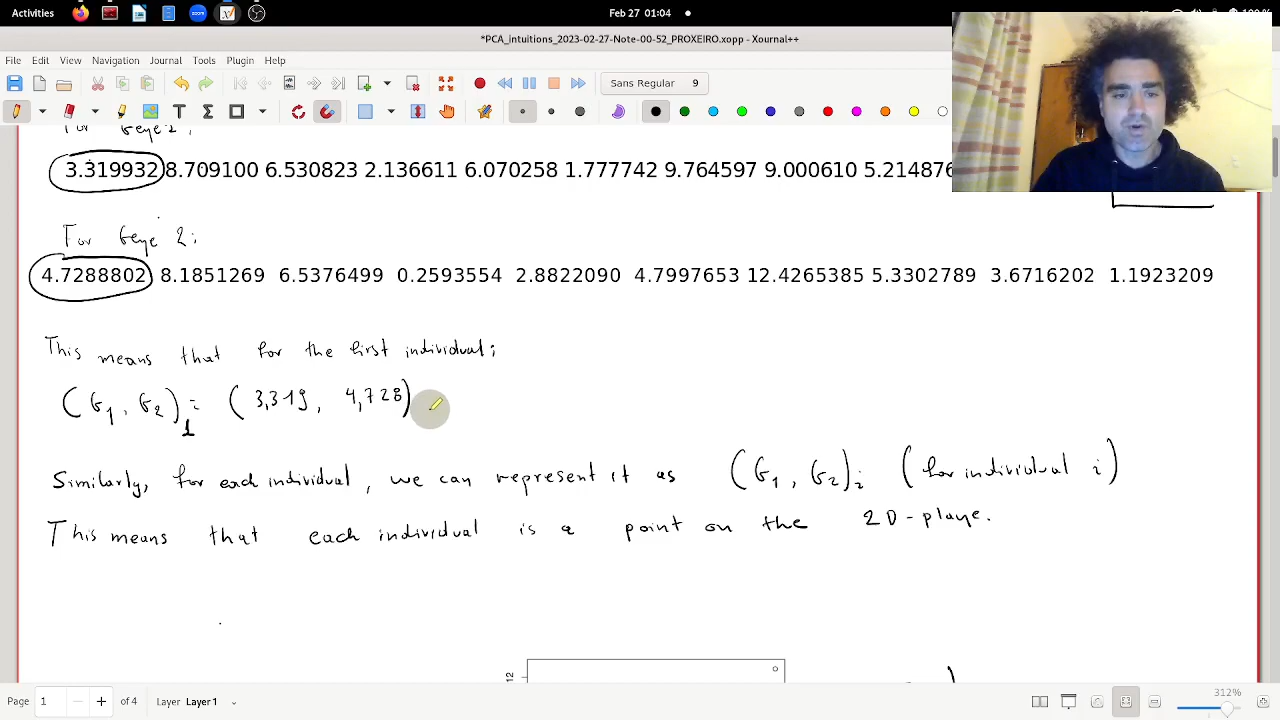 Activities
Feb 27 01:04
*PCA_intuitions_2023-02-27-Note-00-52_PROXEIRO.xopp - Xournal++
File Edit View Navigation Journal Tools Plugin Help
Sans Regular 9
3.319932 8.709100 6.530823 2.136611 6.070258 1.777742 9.764597 9.000610 5.214876
For Gene 2:
4.7288802 8.1851269 6.5376499 0.2593554 2.8822090 4.7997653 12.4265385 5.3302789 3.6716202 1.1923209
This means that for the first individual:
(G1, G2)1 = (3,319, 4,728)
Similarly, for each individual, we can represent it as (G1, G2)i (for individual i)
This means that each individual is a point on the 2D-plane.
12
Page 1 of 4 Layer Layer1 312%